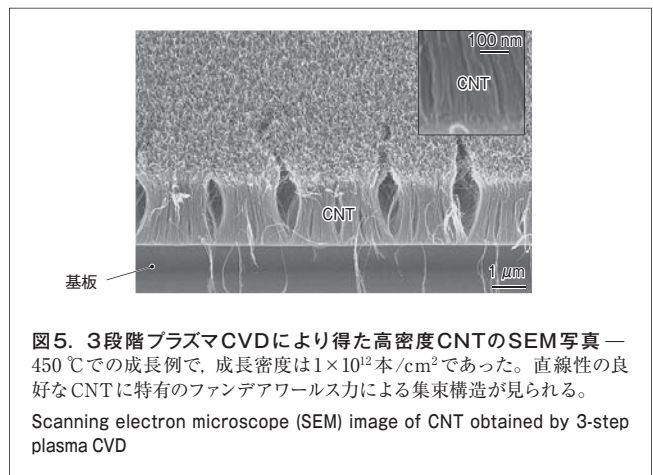 100 nm
CNT
CNT
基板
1 μm
図5. 3段階プラズマCVDにより得た高密度CNTのSEM写真 —
450 ℃での成長例で，成長密度は1×10¹²本/cm²であった。直線性の良
好なCNTに特有のファンデアワールス力による集束構造が見られる。
Scanning electron microscope (SEM) image of CNT obtained by 3-step
plasma CVD